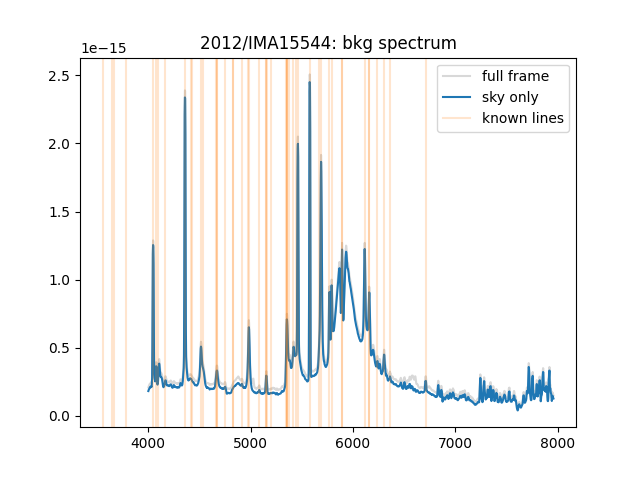 2012/IMA15544: bkg spectrum
1e−15
2.5
2.0
1.5
1.0
0.5
0.0
4000 5000 6000 7000 8000
full frame
sky only
known lines